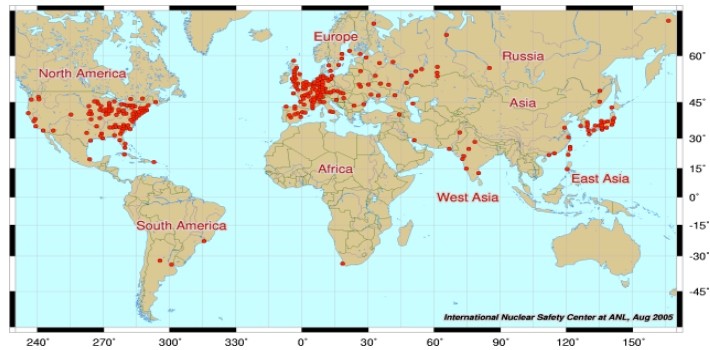 Europe
Russia
60°
North America
Asia
45°
30°
Africa
East Asia
15°
West Asia
0°
South America
-15°
-30°
-45°
International Nuclear Safety Center at ANL, Aug 2005
240° 270° 300° 330° 0° 30° 60° 90° 120° 150°